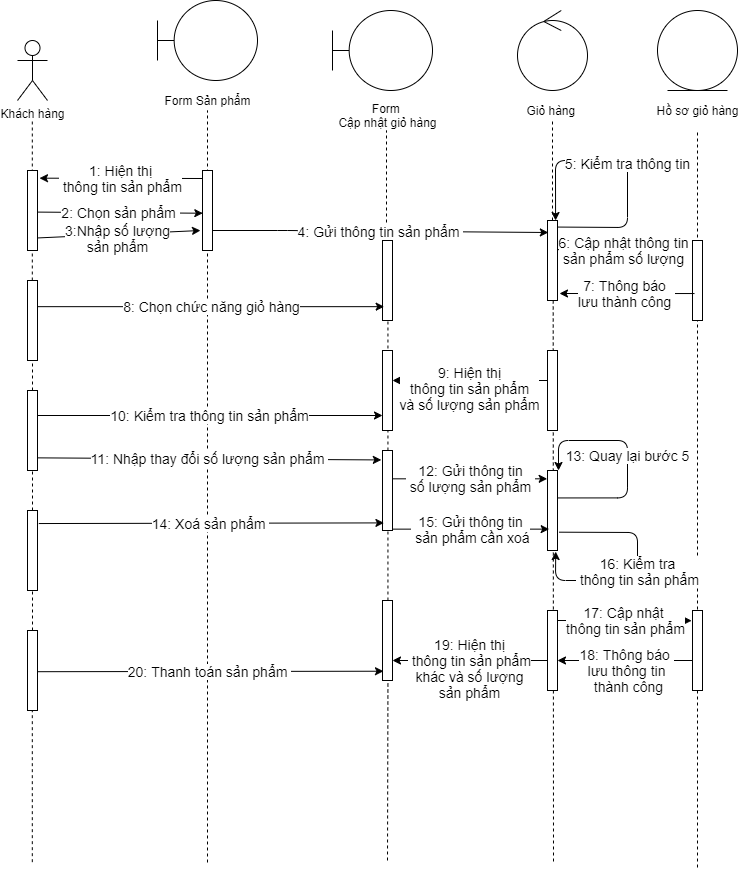 Khách hàng
Form Sản phẩm
Form
Cập nhật giỏ hàng
Giỏ hàng
Hồ sơ giỏ hàng
1: Hiện thị
thông tin sản phẩm
2: Chọn sản phẩm
3:Nhập số lượng
sản phẩm
4: Gửi thông tin sản phẩm
5: Kiểm tra thông tin
6: Cập nhật thông tin
sản phẩm số lượng
7: Thông báo
lưu thành công
8: Chọn chức năng giỏ hàng
9: Hiện thị
thông tin sản phẩm
và số lượng sản phẩm
10: Kiểm tra thông tin sản phẩm
11: Nhập thay đổi số lượng sản phẩm
12: Gửi thông tin
số lượng sản phẩm
13: Quay lại bước 5
14: Xoá sản phẩm
15: Gửi thông tin
sản phẩm cần xoá
16: Kiểm tra
thông tin sản phẩm
17: Cập nhật
thông tin sản phẩm
18: Thông báo
lưu thông tin
thành công
19: Hiện thị
thông tin sản phẩm
khác và số lượng
sản phẩm
20: Thanh toán sản phẩm